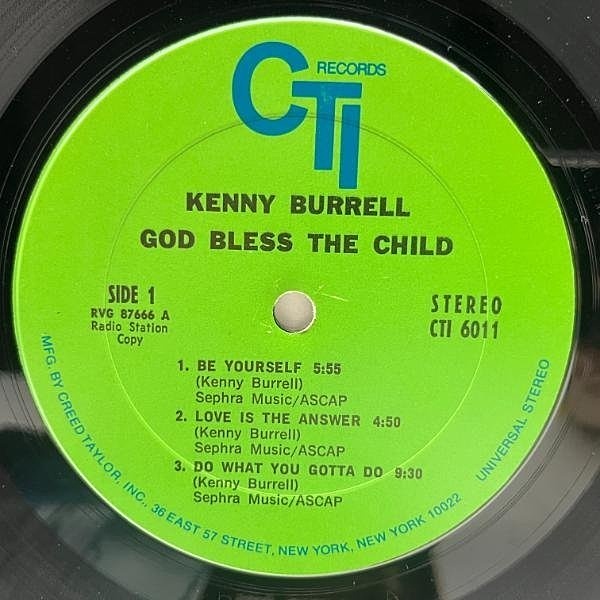 CTI RECORDS
KENNY BURRELL
GOD BLESS THE CHILD
SIDE 1
RVG 87666 A
Radio Station
Copy
STEREO
CTI 6011
1. BE YOURSELF 5:55
(Kenny Burrell)
Sephra Music/ASCAP
2. LOVE IS THE ANSWER 4:50
(Kenny Burrell)
Sephra Music/ASCAP
3. DO WHAT YOU GOTTA DO 9:30
(Kenny Burrell)
Sephra Music/ASCAP
MFG. BY CREED TAYLOR, INC., 36 EAST 57 STREET, NEW YORK, NEW YORK 10022
UNIVERSAL STEREO